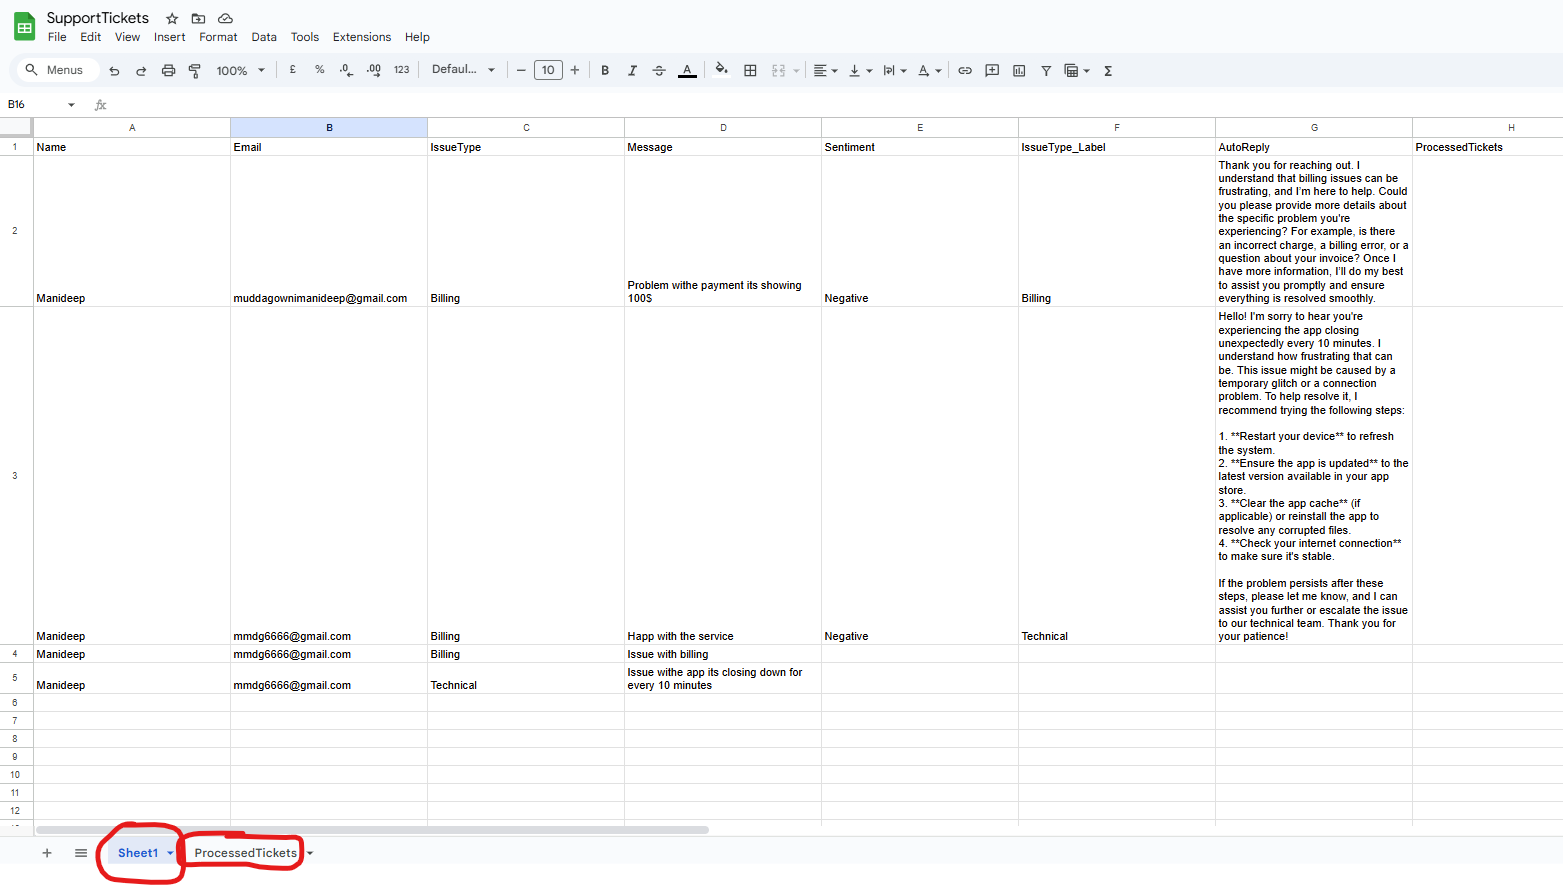 SupportTickets
File Edit View Insert Format Data Tools Extensions Help
Menus 100% £ % .0 .00 123 Defaul... − 10 + B I S A Σ
B16 fx
A B C D E F G H
1 Name Email IssueType Message Sentiment IssueType_Label AutoReply ProcessedTickets
Thank you for reaching out. I
understand that billing issues can be
frustrating, and I'm here to help. Could
you please provide more details about
the specific problem you're
2
experiencing? For example, is there
an incorrect charge, a billing error, or a
question about your invoice? Once I
have more information, I'll do my best
to assist you promptly and ensure
everything is resolved smoothly.
Manideep muddagownimanideep@gmail.com Billing
Problem withe payment its showing
100$
Negative Billing
Hello! I'm sorry to hear you're
experiencing the app closing
unexpectedly every 10 minutes. I
understand how frustrating that can
be. This issue might be caused by a
temporary glitch or a connection
problem. To help resolve it, I
recommend trying the following steps:
1. **Restart your device** to refresh
the system.
2. **Ensure the app is updated** to the
latest version available in your app
store.
3
3. **Clear the app cache** (if
applicable) or reinstall the app to
resolve any corrupted files.
4. **Check your internet connection**
to make sure it's stable.
If the problem persists after these
steps, please let me know, and I can
assist you further or escalate the issue
to our technical team. Thank you for
your patience!
Manideep mmdg6666@gmail.com Billing Happ with the service Negative Technical
4 Manideep mmdg6666@gmail.com Billing Issue with billing
5 Manideep mmdg6666@gmail.com Technical
Issue withe app its closing down for
every 10 minutes
6
7
8
9
10
11
12
+ Sheet1 ProcessedTickets